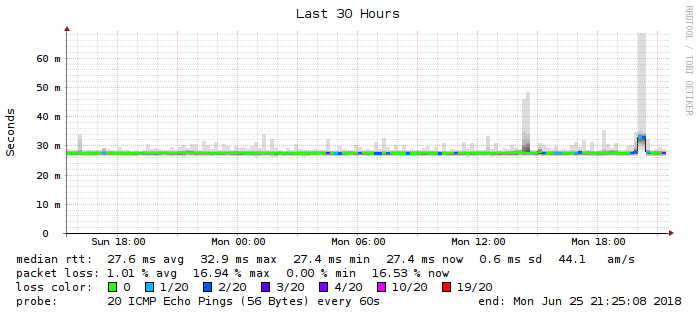 Last 30 Hours
RRDTOOL / TOBI OETIKER
Seconds
60 m
50 m
40 m
30 m
20 m
10 m
0
Sun 18:00 Mon 00:00 Mon 06:00 Mon 12:00 Mon 18:00
median rtt: 27.6 ms avg 32.9 ms max 27.4 ms min 27.4 ms now 0.6 ms sd 44.1 am/s
packet loss: 1.01 % avg 16.94 % max 0.00 % min 16.53 % now
loss color: 0 1/20 2/20 3/20 4/20 10/20 19/20
probe: 20 ICMP Echo Pings (56 Bytes) every 60s end: Mon Jun 25 21:25:08 2018